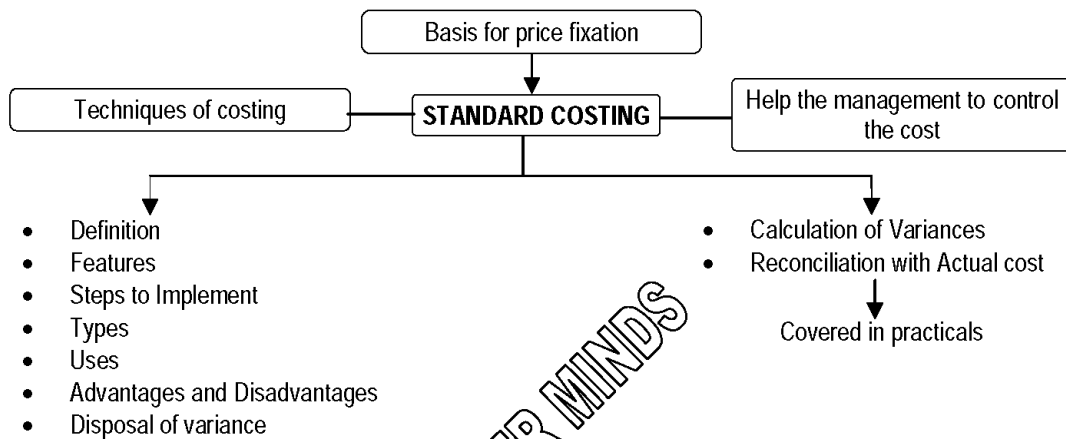 Basis for price fixation
Techniques of costing
STANDARD COSTING
Help the management to control
the cost
• Definition
• Features
• Steps to Implement
• Types
• Uses
• Advantages and Disadvantages
• Disposal of variance
• Calculation of Variances
• Reconciliation with Actual cost
Covered in practicals
MINDS